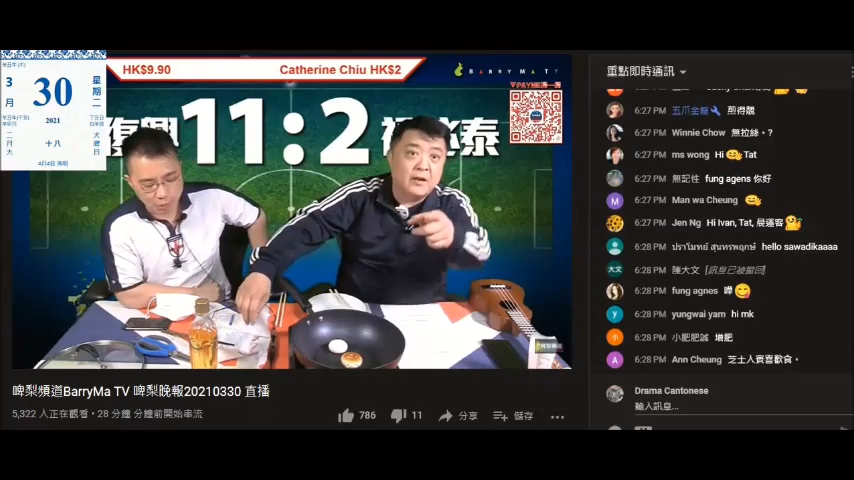 HK$9.90
Catherine Chiu HK$2
BARRYMA TV
PAYME
3
月
30
2021
星期二
十八
二月大
11:2
啤梨頻道BarryMa TV 啤梨晚報20210330 直播
5,322 人正在觀看 • 28 分鐘 分鐘前開始串流
786
11
分享
儲存
重點即時通訊
6:27 PM 五爪金龍 煎得靚
6:27 PM Winnie Chow 無拉絲。?
6:27 PM ms wong Hi Tat
6:27 PM 無記性 fung agens 你好
6:27 PM Man wa Cheung
6:27 PM Jen Ng Hi Ivan, Tat, 晨運客
6:28 PM ปราโมทย์ สุนทรพฤกษ์ hello sawadikaaaa
6:28 PM 陳大文 [訊息已被撤回]
6:28 PM fung agnes 嘩
6:28 PM yungwai yam hi mk
6:28 PM 小肥肥誠 增肥
6:28 PM Ann Cheung 芝士人賓喜歡食。
Drama Cantonese
輸入訊息...